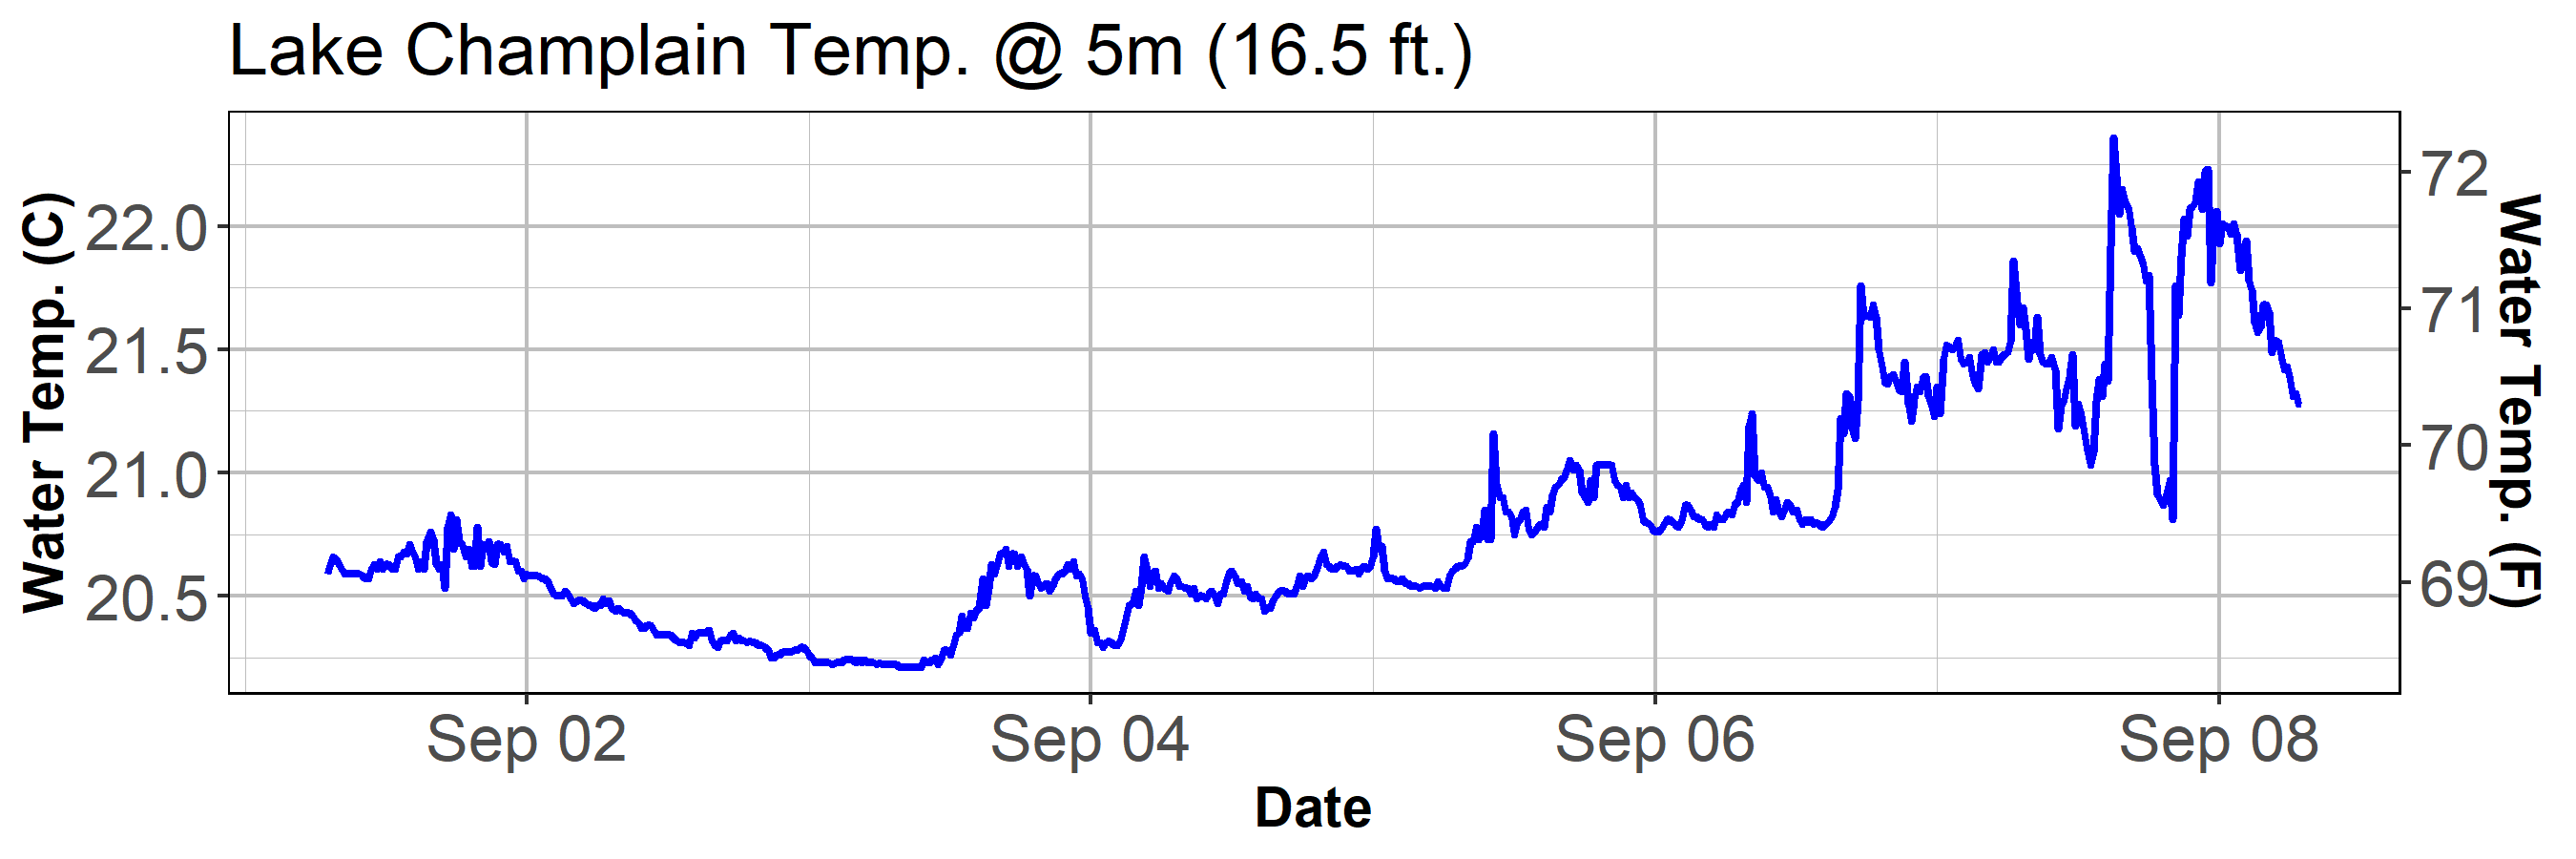 Lake Champlain Temp. @ 5m (16.5 ft.)
Water Temp. (C)
22.0
21.5
21.0
20.5
72
71
70
69
Water Temp. (F)
Sep 02 Sep 04 Sep 06 Sep 08
Date